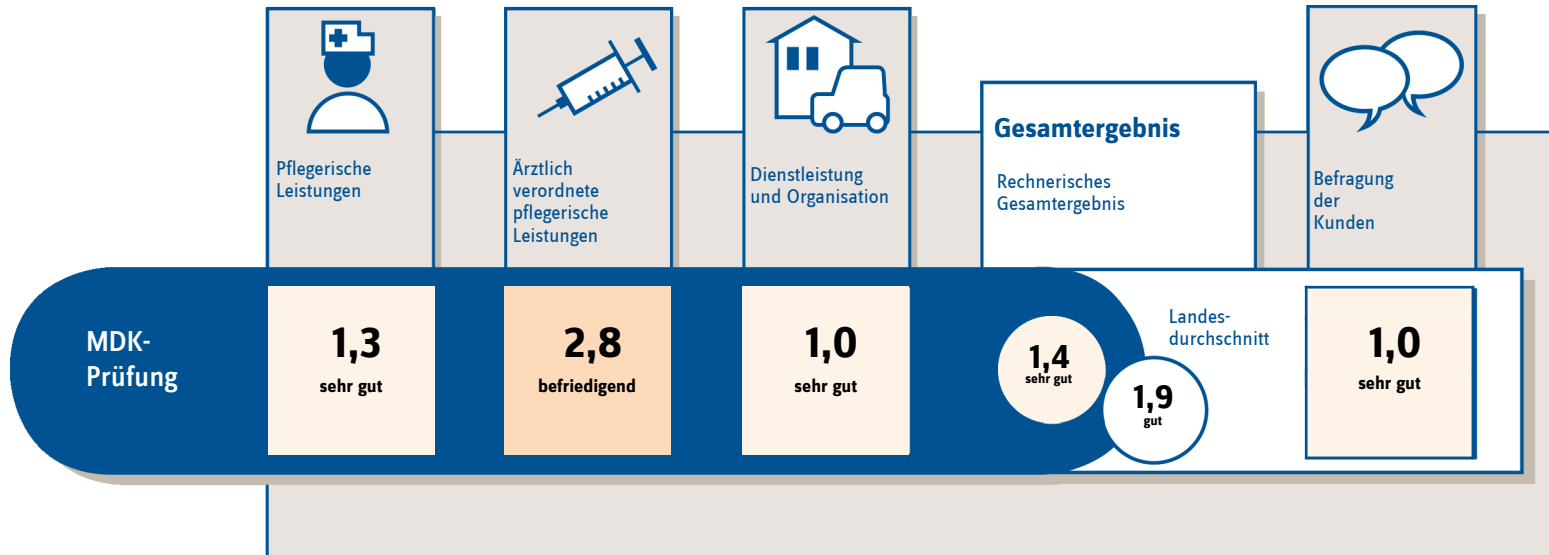 Pflegerische
Leistungen
Ärztlich
verordnete
pflegerische
Leistungen
Dienstleistung
und Organisation
Gesamtergebnis
Rechnerisches
Gesamtergebnis
Befragung
der
Kunden
MDK-
Prüfung
1,3
sehr gut
2,8
befriedigend
1,0
sehr gut
1,4
sehr gut
Landes-
durchschnitt
1,9
gut
1,0
sehr gut